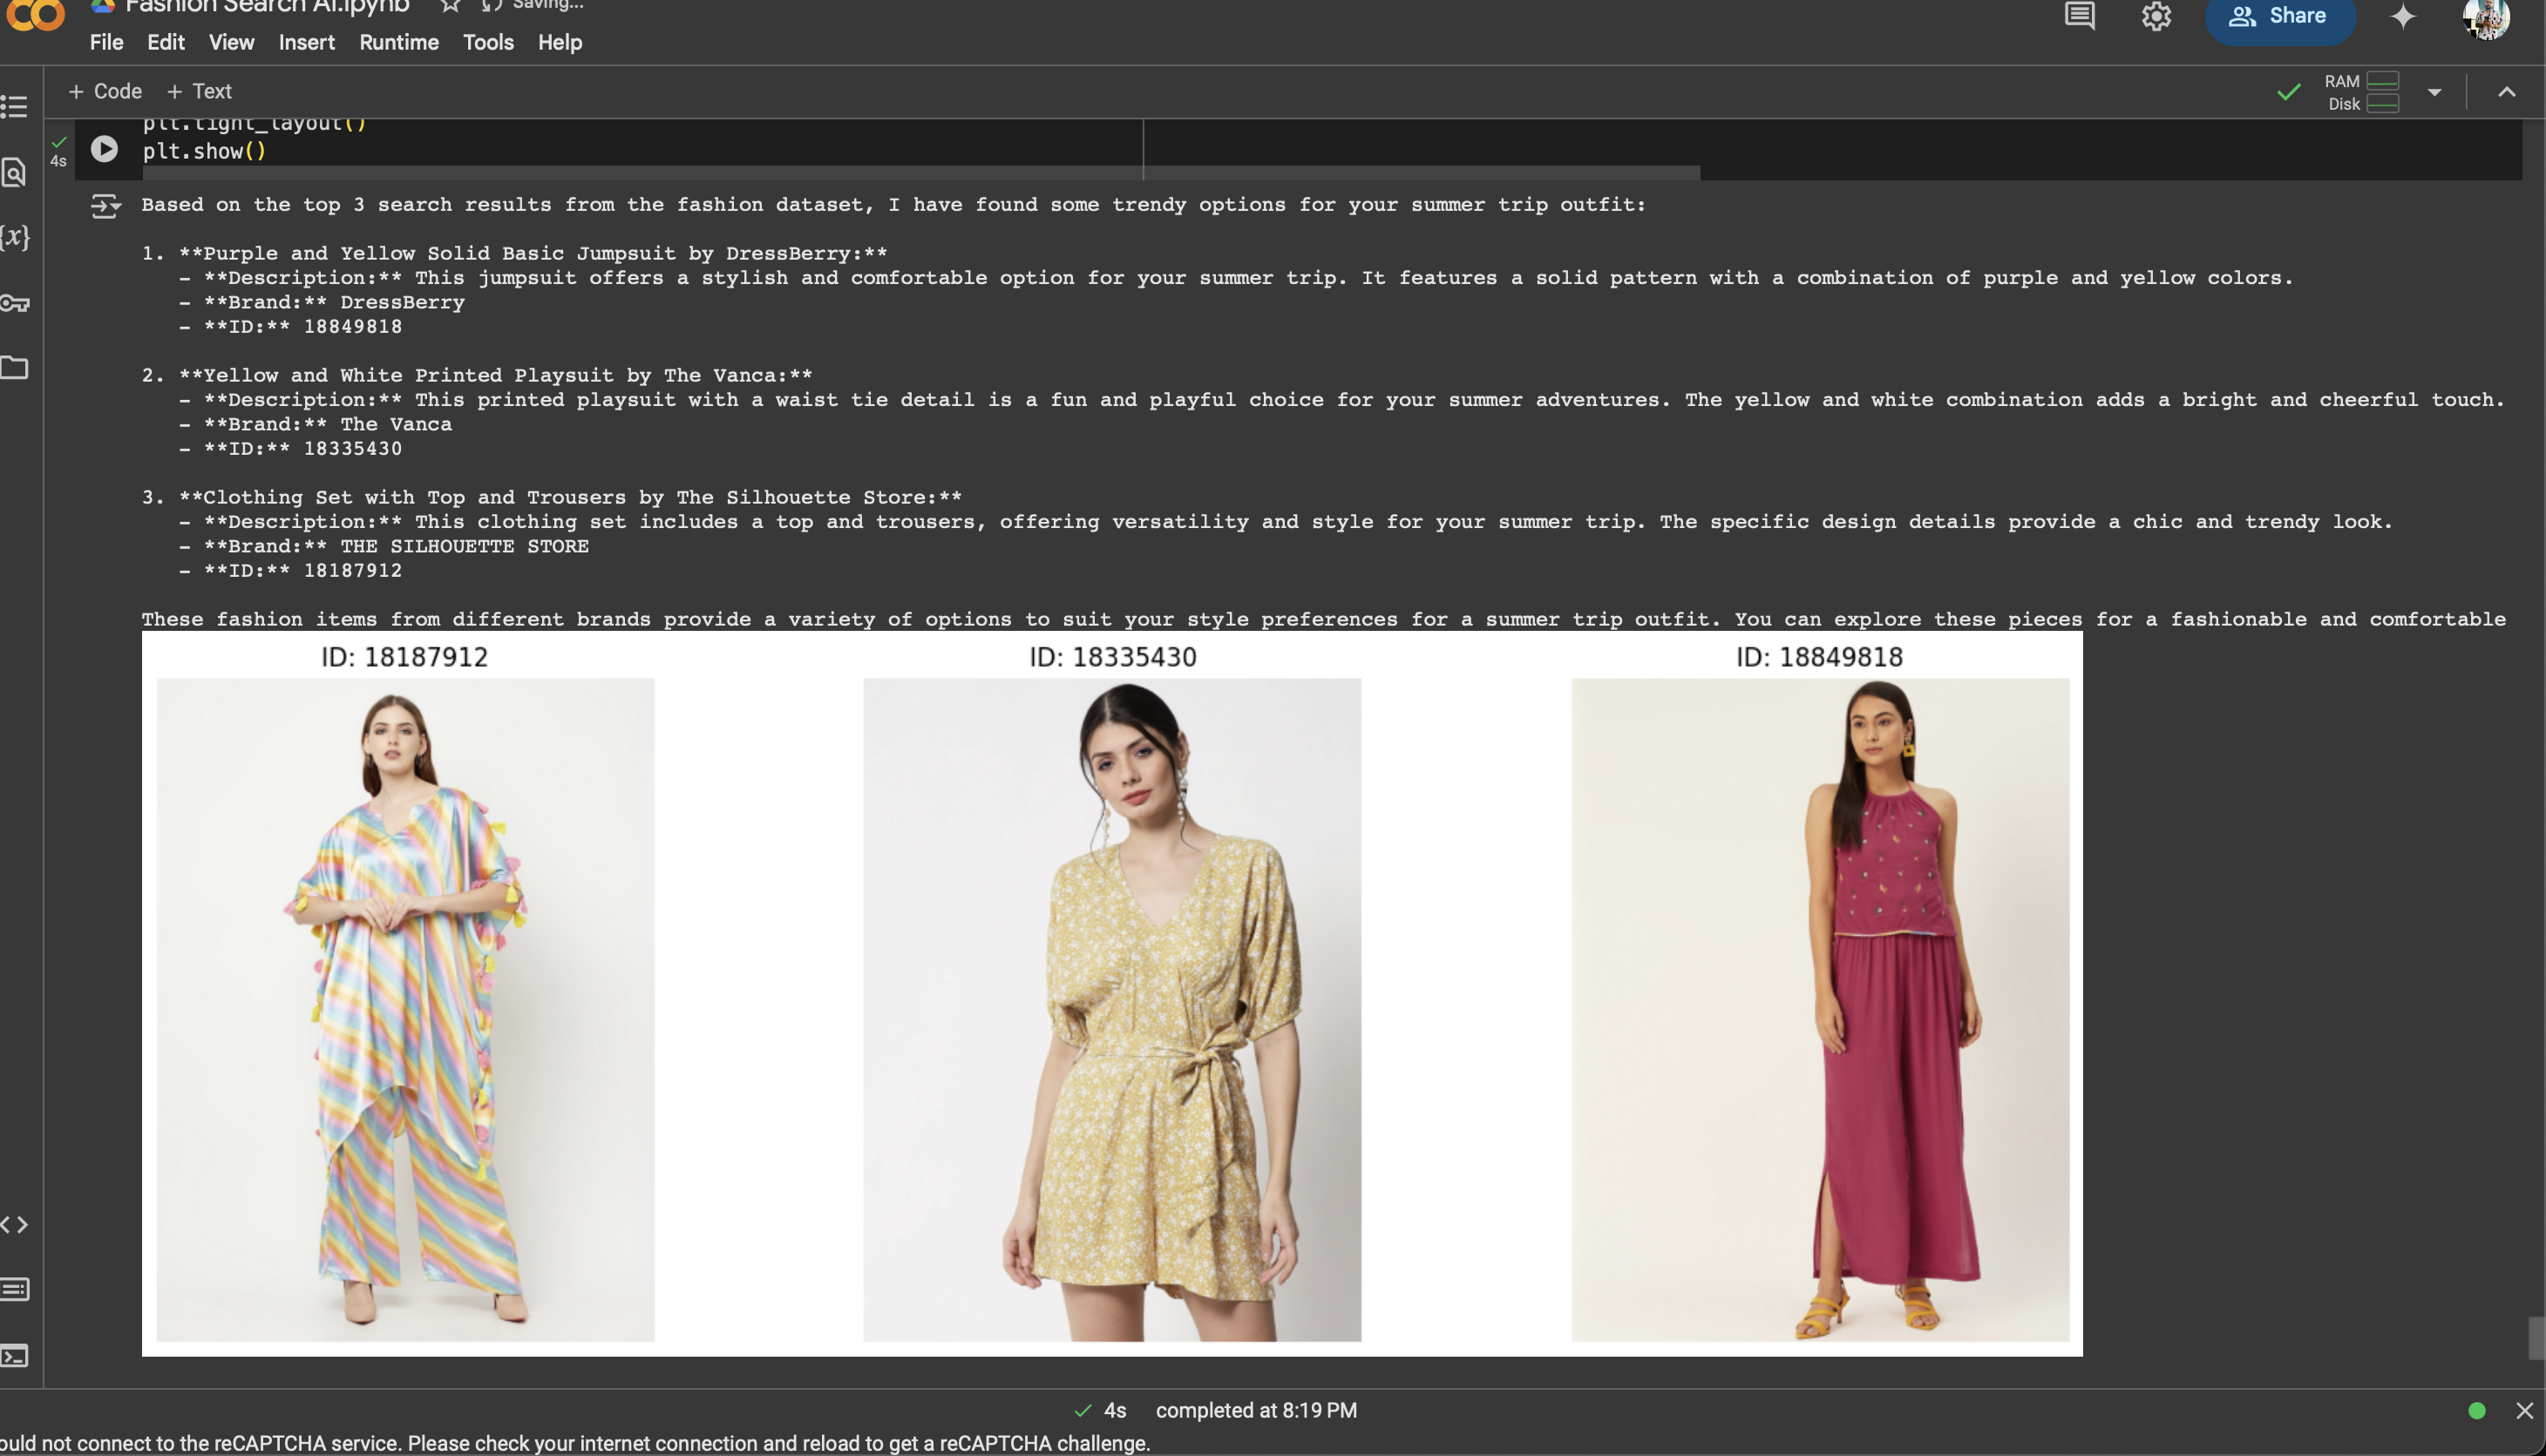 Fashion Search AI.ipynb
Saving...
File Edit View Insert Runtime Tools Help
Share
+ Code + Text
RAM
Disk
plt.tight_layout()
4s
plt.show()
Based on the top 3 search results from the fashion dataset, I have found some trendy options for your summer trip outfit:
1. **Purple and Yellow Solid Basic Jumpsuit by DressBerry:**
- **Description:** This jumpsuit offers a stylish and comfortable option for your summer trip. It features a solid pattern with a combination of purple and yellow colors.
- **Brand:** DressBerry
- **ID:** 18849818
2. **Yellow and White Printed Playsuit by The Vanca:**
- **Description:** This printed playsuit with a waist tie detail is a fun and playful choice for your summer adventures. The yellow and white combination adds a bright and cheerful touch.
- **Brand:** The Vanca
- **ID:** 18335430
3. **Clothing Set with Top and Trousers by The Silhouette Store:**
- **Description:** This clothing set includes a top and trousers, offering versatility and style for your summer trip. The specific design details provide a chic and trendy look.
- **Brand:** THE SILHOUETTE STORE
- **ID:** 18187912
These fashion items from different brands provide a variety of options to suit your style preferences for a summer trip outfit. You can explore these pieces for a fashionable and comfortable
ID: 18187912 ID: 18335430 ID: 18849818
{x}
4s completed at 8:19 PM
ould not connect to the reCAPTCHA service. Please check your internet connection and reload to get a reCAPTCHA challenge.